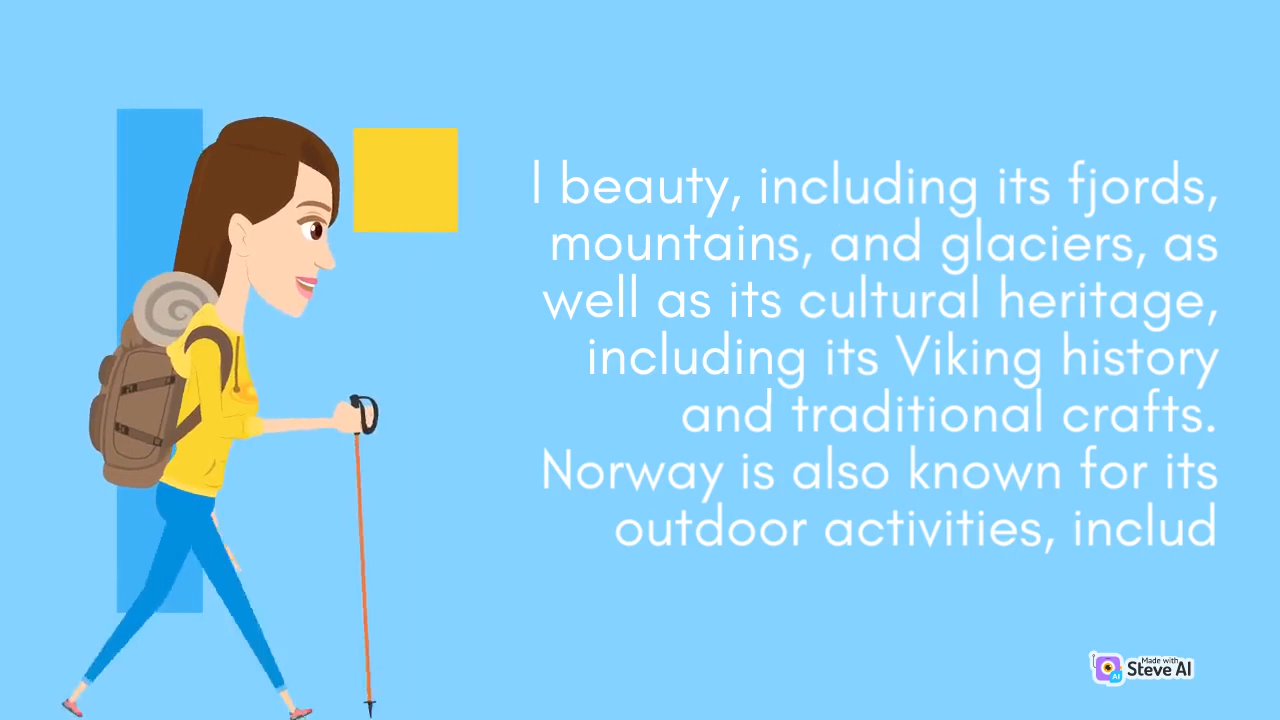 l beauty, including its fjords,
mountains, and glaciers, as
well as its cultural heritage,
including its Viking history
and traditional crafts.
Norway is also known for its
outdoor activities, includ
Made with
Steve AI
AI